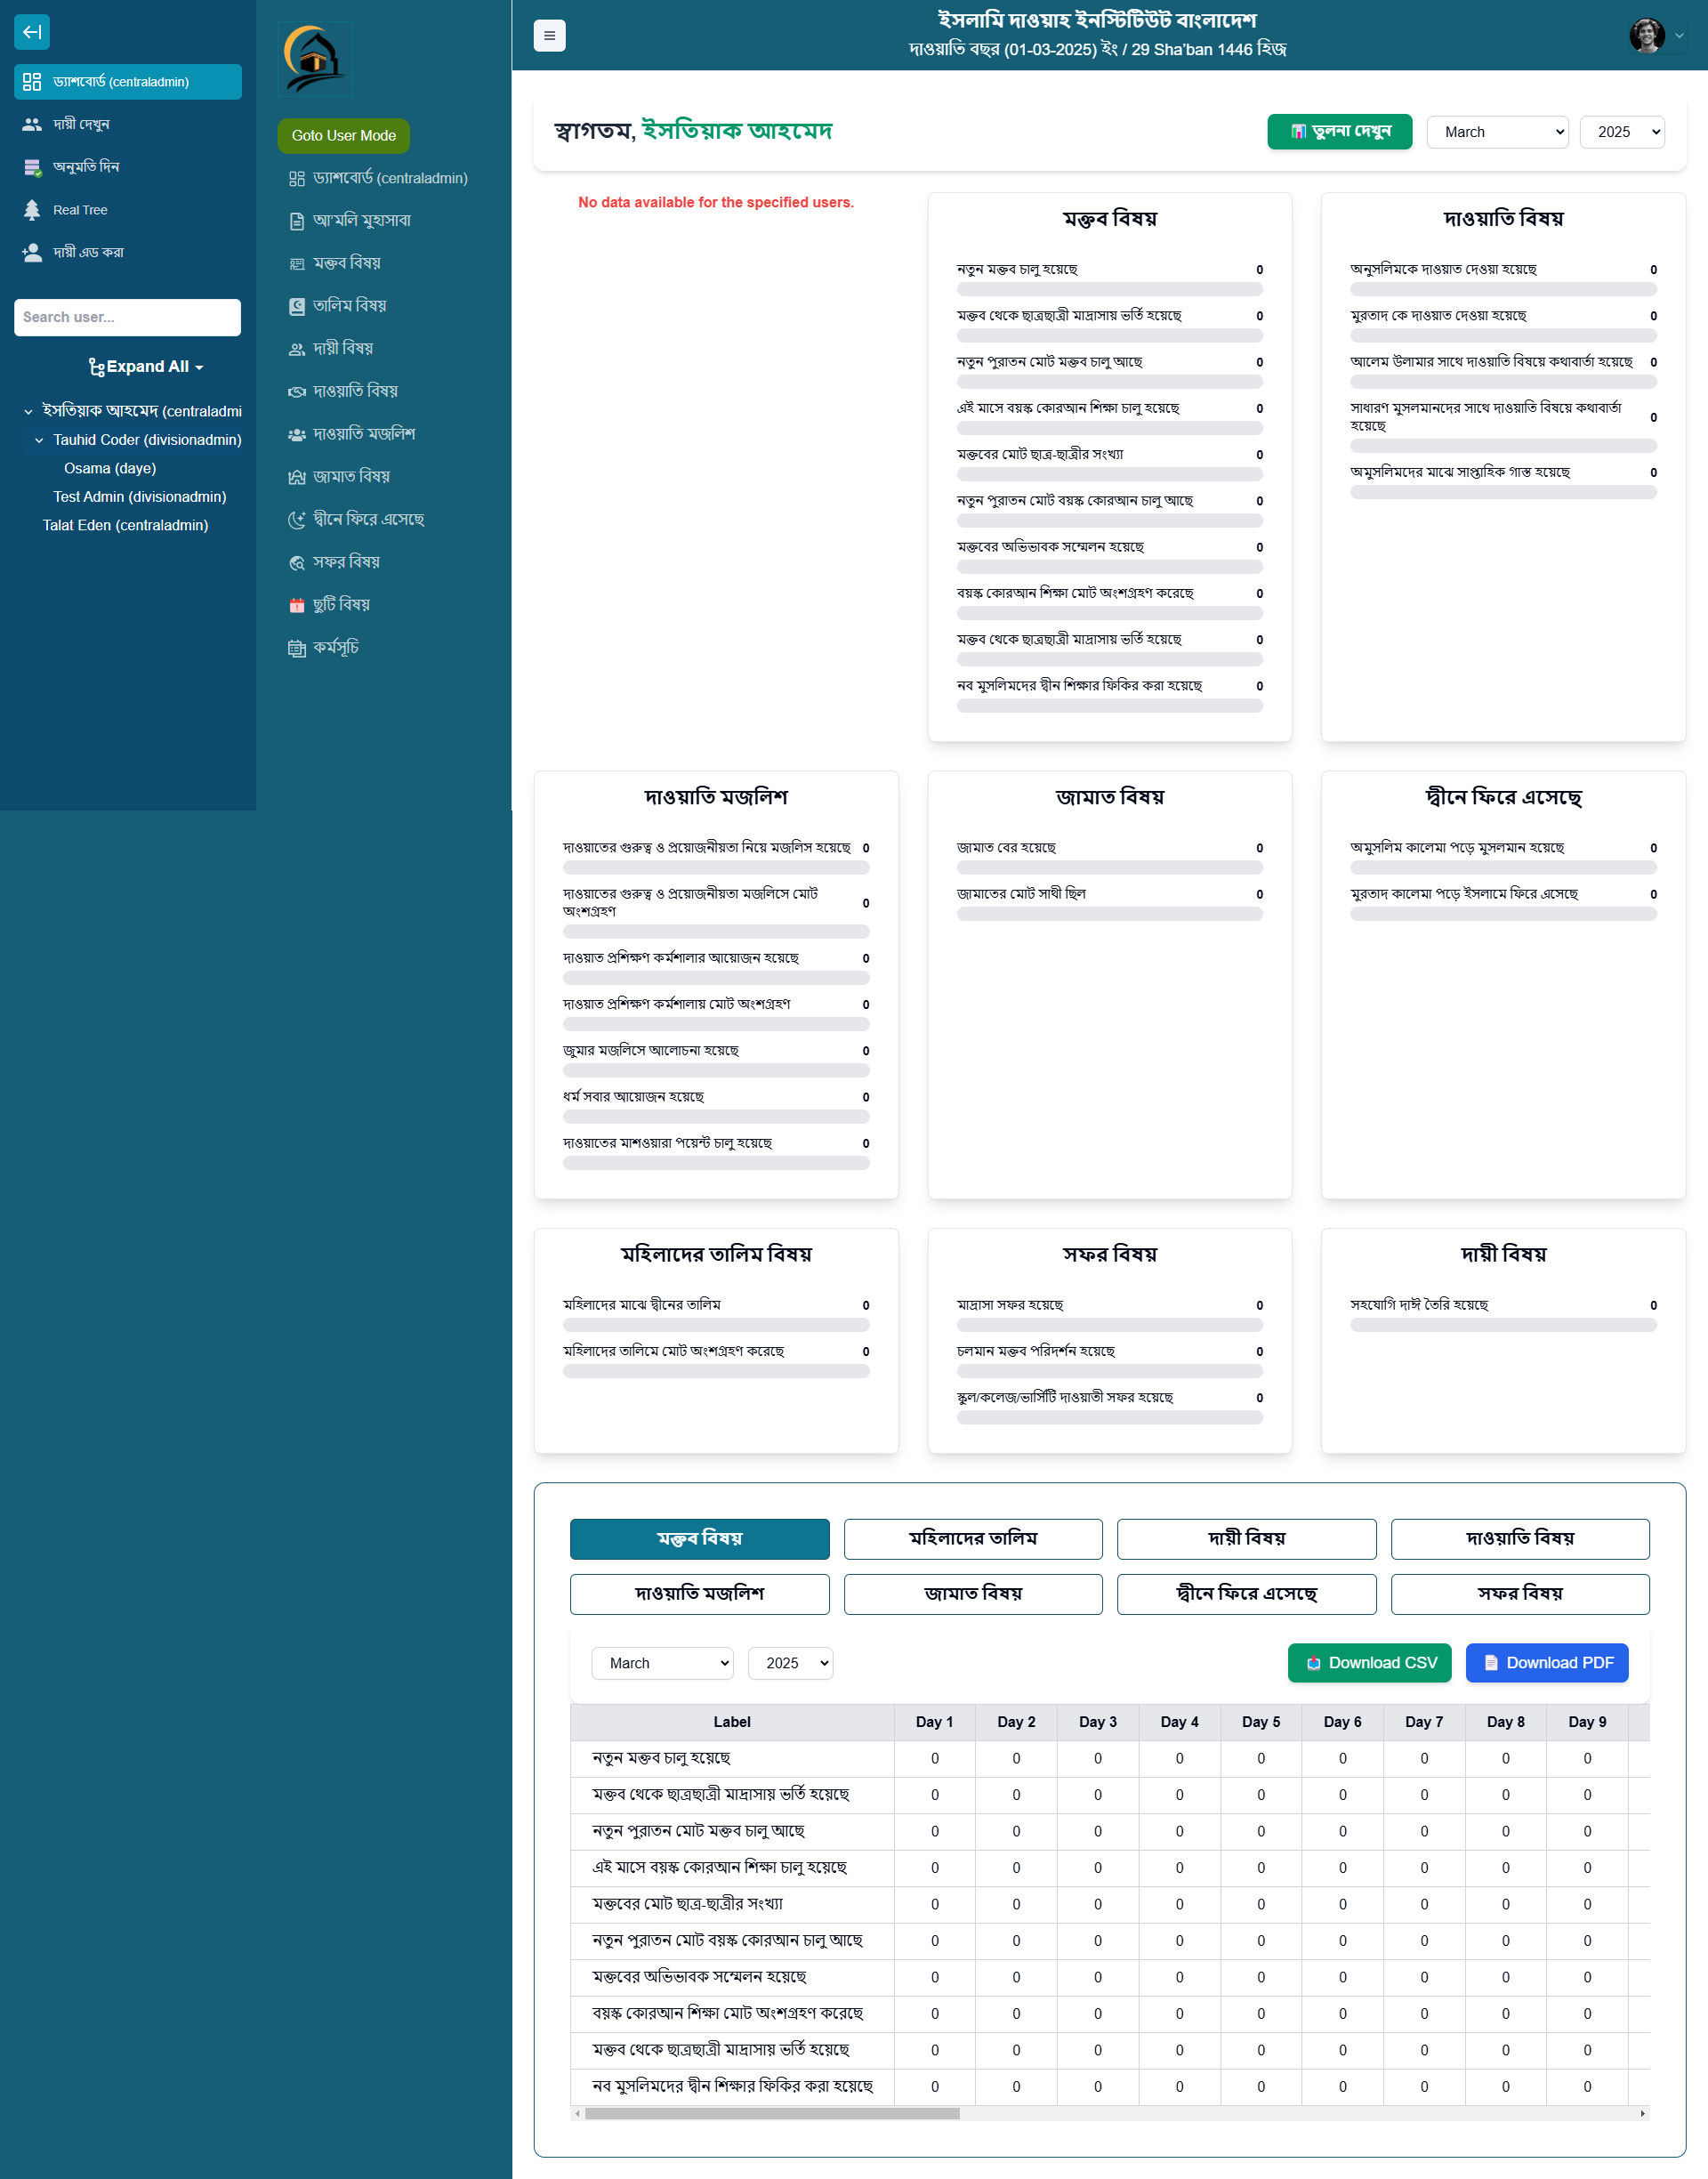 ড্যাশবোর্ড (centraladmin)
দায়ী দেখুন
অনুমতি দিন
Real Tree
দায়ী এড করা
Search user...
Expand All
ইসতিয়াক আহমেদ (centraladmi
Tauhid Coder (divisionadmin)
Osama (daye)
Test Admin (divisionadmin)
Talat Eden (centraladmin)
Goto User Mode
ড্যাশবোর্ড (centraladmin)
আ'মলি মুহাসাবা
মক্তব বিষয়
তালিম বিষয়
দায়ী বিষয়
দাওয়াতি বিষয়
দাওয়াতি মজলিশ
জামাত বিষয়
দ্বীনে ফিরে এসেছে
সফর বিষয়
ছুটি বিষয়
কর্মসূচি
ইসলামি দাওয়াহ ইনস্টিটিউট বাংলাদেশ
দাওয়াতি বছর (01-03-2025) ইং / 29 Sha'ban 1446 হিজ
স্বাগতম, ইসতিয়াক আহমেদ
তুলনা দেখুন March 2025
No data available for the specified users.
মক্তব বিষয়
নতুন মক্তব চালু হয়েছে 0
মক্তব থেকে ছাত্রছাত্রী মাদ্রাসায় ভর্তি হয়েছে 0
নতুন পুরাতন মোট মক্তব চালু আছে 0
এই মাসে বয়স্ক কোরআন শিক্ষা চালু হয়েছে 0
মক্তবের মোট ছাত্র-ছাত্রীর সংখ্যা 0
নতুন পুরাতন মোট বয়স্ক কোরআন চালু আছে 0
মক্তবের অভিভাবক সম্মেলন হয়েছে 0
বয়স্ক কোরআন শিক্ষা মোট অংশগ্রহণ করেছে 0
মক্তব থেকে ছাত্রছাত্রী মাদ্রাসায় ভর্তি হয়েছে 0
নব মুসলিমদের দ্বীন শিক্ষার ফিকির করা হয়েছে 0
দাওয়াতি বিষয়
অনুসলিমকে দাওয়াত দেওয়া হয়েছে 0
মুরতাদ কে দাওয়াত দেওয়া হয়েছে 0
আলেম উলামার সাথে দাওয়াতি বিষয়ে কথাবার্তা হয়েছে 0
সাধারণ মুসলমানদের সাথে দাওয়াতি বিষয়ে কথাবার্তা
হয়েছে 0
অমুসলিমদের মাঝে সাপ্তাহিক গাস্ত হয়েছে 0
দাওয়াতি মজলিশ
দাওয়াতের গুরুত্ব ও প্রয়োজনীয়তা নিয়ে মজলিস হয়েছে 0
দাওয়াতের গুরুত্ব ও প্রয়োজনীয়তা মজলিসে মোট
অংশগ্রহণ 0
দাওয়াত প্রশিক্ষণ কর্মশালার আয়োজন হয়েছে 0
দাওয়াত প্রশিক্ষণ কর্মশালায় মোট অংশগ্রহণ 0
জুমার মজলিসে আলোচনা হয়েছে 0
ধর্ম সবার আয়োজন হয়েছে 0
দাওয়াতের মাশওয়ারা পয়েন্ট চালু হয়েছে 0
জামাত বিষয়
জামাত বের হয়েছে 0
জামাতের মোট সাথী ছিল 0
দ্বীনে ফিরে এসেছে
অমুসলিম কালেমা পড়ে মুসলমান হয়েছে 0
মুরতাদ কালেমা পড়ে ইসলামে ফিরে এসেছে 0
মহিলাদের তালিম বিষয়
মহিলাদের মাঝে দ্বীনের তালিম 0
মহিলাদের তালিমে মোট অংশগ্রহণ করেছে 0
সফর বিষয়
মাদ্রাসা সফর হয়েছে 0
চলমান মক্তব পরিদর্শন হয়েছে 0
স্কুল/কলেজ/ভার্সিটি দাওয়াতী সফর হয়েছে 0
দায়ী বিষয়
সহযোগি দাঈ তৈরি হয়েছে 0
মক্তব বিষয় মহিলাদের তালিম দায়ী বিষয় দাওয়াতি বিষয়
দাওয়াতি মজলিশ জামাত বিষয় দ্বীনে ফিরে এসেছে সফর বিষয়
March 2025 Download CSV Download PDF
Label Day 1 Day 2 Day 3 Day 4 Day 5 Day 6 Day 7 Day 8 Day 9
নতুন মক্তব চালু হয়েছে 0 0 0 0 0 0 0 0 0
মক্তব থেকে ছাত্রছাত্রী মাদ্রাসায় ভর্তি হয়েছে 0 0 0 0 0 0 0 0 0
নতুন পুরাতন মোট মক্তব চালু আছে 0 0 0 0 0 0 0 0 0
এই মাসে বয়স্ক কোরআন শিক্ষা চালু হয়েছে 0 0 0 0 0 0 0 0 0
মক্তবের মোট ছাত্র-ছাত্রীর সংখ্যা 0 0 0 0 0 0 0 0 0
নতুন পুরাতন মোট বয়স্ক কোরআন চালু আছে 0 0 0 0 0 0 0 0 0
মক্তবের অভিভাবক সম্মেলন হয়েছে 0 0 0 0 0 0 0 0 0
বয়স্ক কোরআন শিক্ষা মোট অংশগ্রহণ করেছে 0 0 0 0 0 0 0 0 0
মক্তব থেকে ছাত্রছাত্রী মাদ্রাসায় ভর্তি হয়েছে 0 0 0 0 0 0 0 0 0
নব মুসলিমদের দ্বীন শিক্ষার ফিকির করা হয়েছে 0 0 0 0 0 0 0 0 0